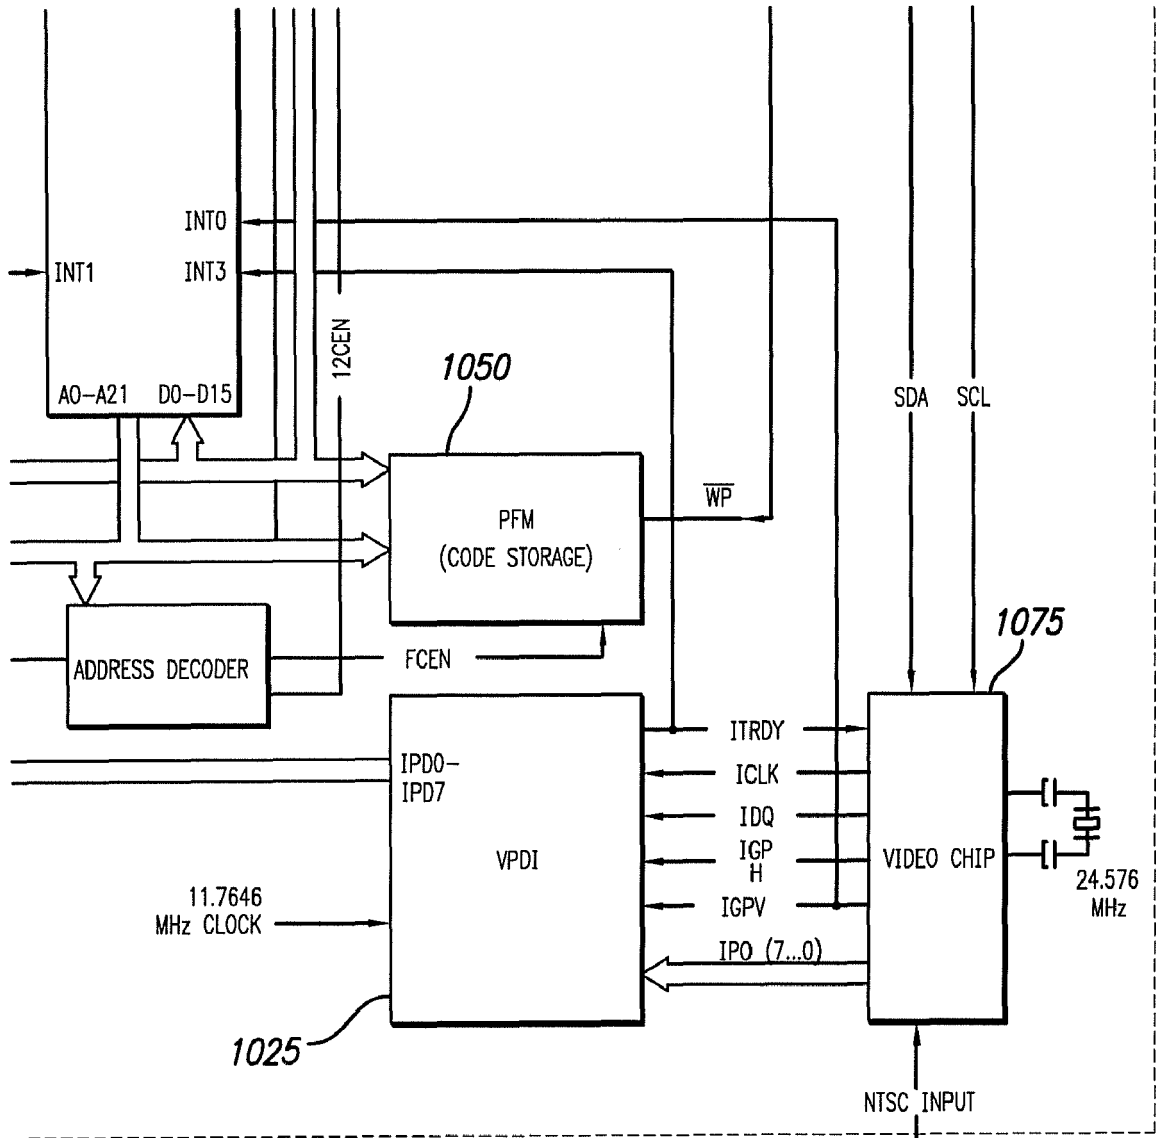 INT0
INT1
INT3
12CEN
A0-A21
D0-D15
1050
SDA
SCL
PFM
(CODE STORAGE)
WP
1075
ADDRESS DECODER
FCEN
IPD0-
IPD7
ITRDY
ICLK
IDQ
IGP
H
IGPV
VPDI
VIDEO CHIP
24.576
MHz
11.7646
MHz CLOCK
IPO (7...0)
1025
NTSC INPUT